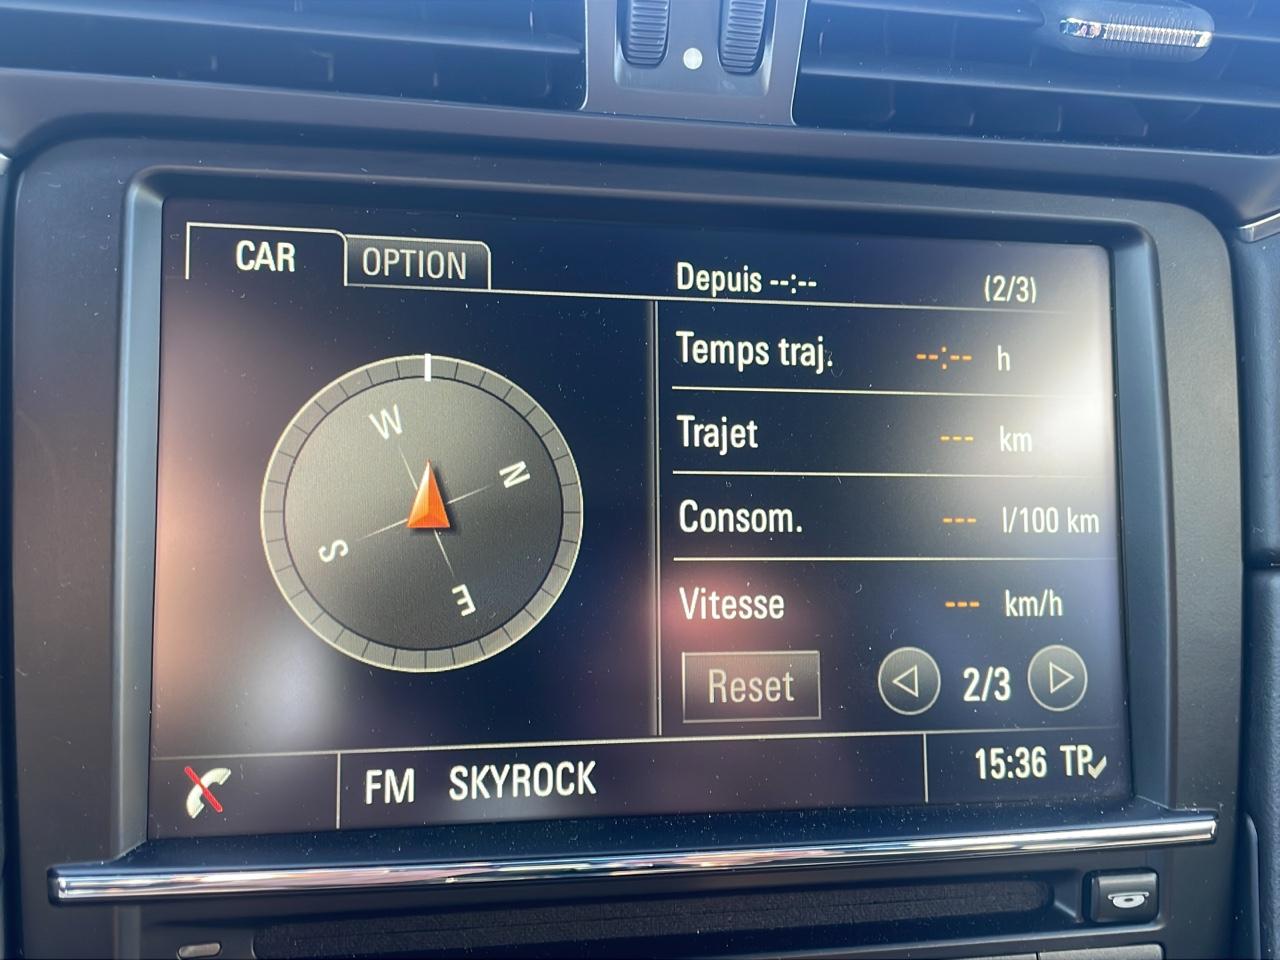 CAR OPTION
Depuis --:-- (2/3)
W
N
S
E
Temps traj. --:-- h
Trajet --- km
Consom. --- l/100 km
Vitesse --- km/h
Reset 2/3
FM SKYROCK 15:36 TP